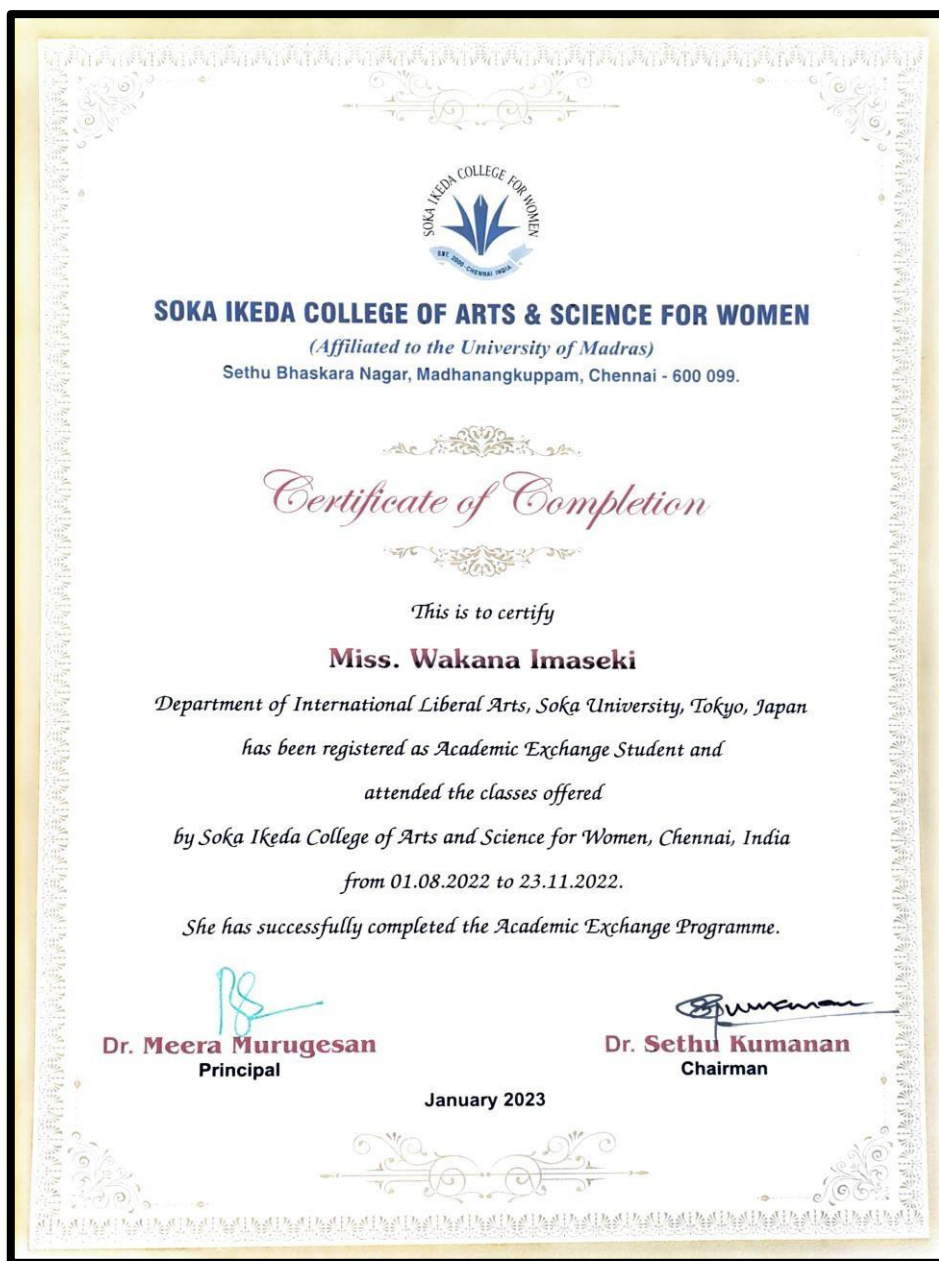 SOKA IKEDA COLLEGE FOR WOMEN
EST. 2000-CHENNAI INDIA
SOKA IKEDA COLLEGE OF ARTS & SCIENCE FOR WOMEN
(Affiliated to the University of Madras)
Sethu Bhaskara Nagar, Madhanangkuppam, Chennai - 600 099.
Certificate of Completion
This is to certify
Miss. Wakana Imaseki
Department of International Liberal Arts, Soka University, Tokyo, Japan
has been registered as Academic Exchange Student and
attended the classes offered
by Soka Ikeda College of Arts and Science for Women, Chennai, India
from 01.08.2022 to 23.11.2022.
She has successfully completed the Academic Exchange Programme.
Dr. Meera Murugesan
Principal
Dr. Sethu Kumanan
Chairman
January 2023